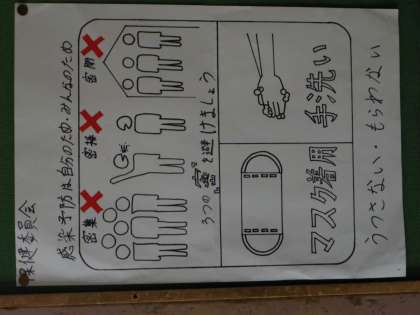 保健委員会
感染予防は自分のため・みんなのため
密集 密接 密閉
3つの密を避けましょう
マスク着用 手洗い
うつさない・もらわない